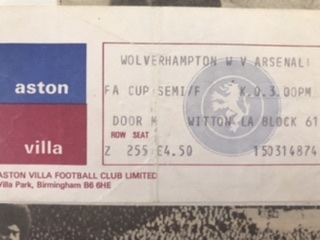 WOLVERHAMPTON W V ARSENAL
aston
FA CUP SEMI/F K.O.3.00PM
DOOR M WITTON LA BLOCK 61
ROW SEAT
villa
Z 255 £4.50 150314874
ASTON VILLA FOOTBALL CLUB LIMITED
Villa Park, Birmingham B6 6HE